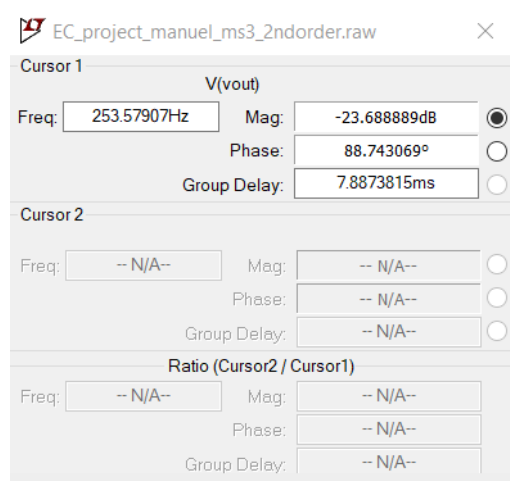 EC_project_manuel_ms3_2ndorder.raw
Cursor 1
V(vout)
Freq: 253.57907Hz Mag: -23.688889dB
Phase: 88.743069º
Group Delay: 7.8873815ms
Cursor 2
Freq: -- N/A-- Mag: -- N/A--
Phase: -- N/A--
Group Delay: -- N/A--
Ratio (Cursor2 / Cursor1)
Freq: -- N/A-- Mag: -- N/A--
Phase: -- N/A--
Group Delay: -- N/A--